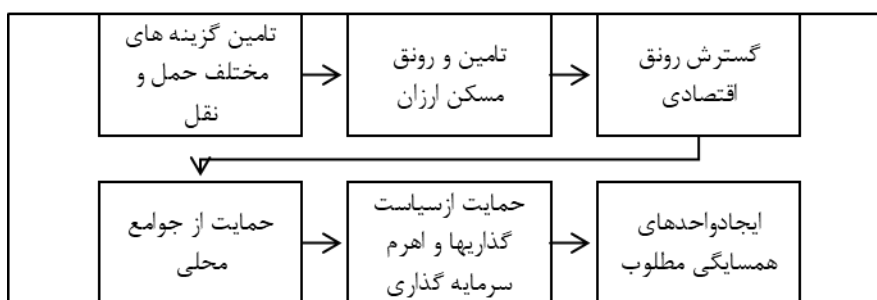 تامین گزینه های
مختلف حمل و
نقل
تامین و رونق
مسکن ارزان
گسترش رونق
اقتصادی
حمایت از جوامع
محلی
حمایت ازسیاست
گذاریها و اهرم
سرمایه گذاری
ایجادواحدهای
همسایگی مطلوب